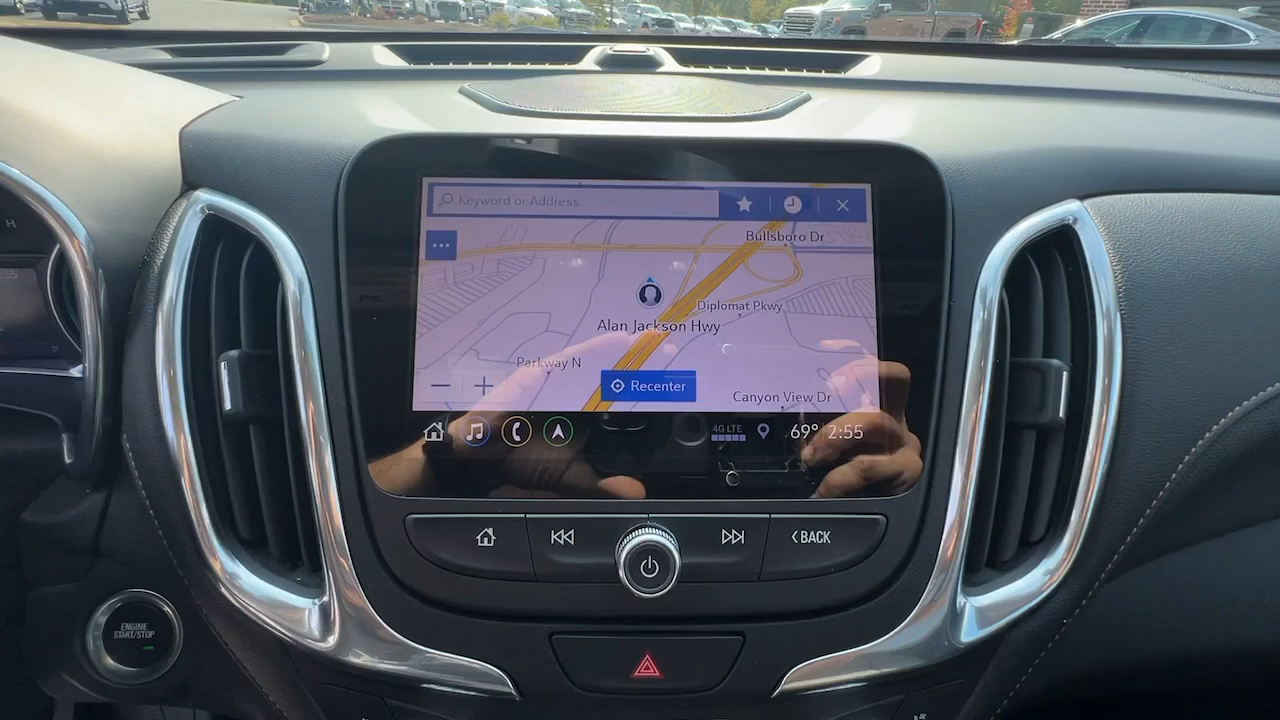 Keyword or Address
Bullsboro Dr
Diplomat Pkwy
Alan Jackson Hwy
Parkway N
Recenter
Canyon View Dr
4G LTE
69° 2:55
BACK
ENGINE
START/STOP
H